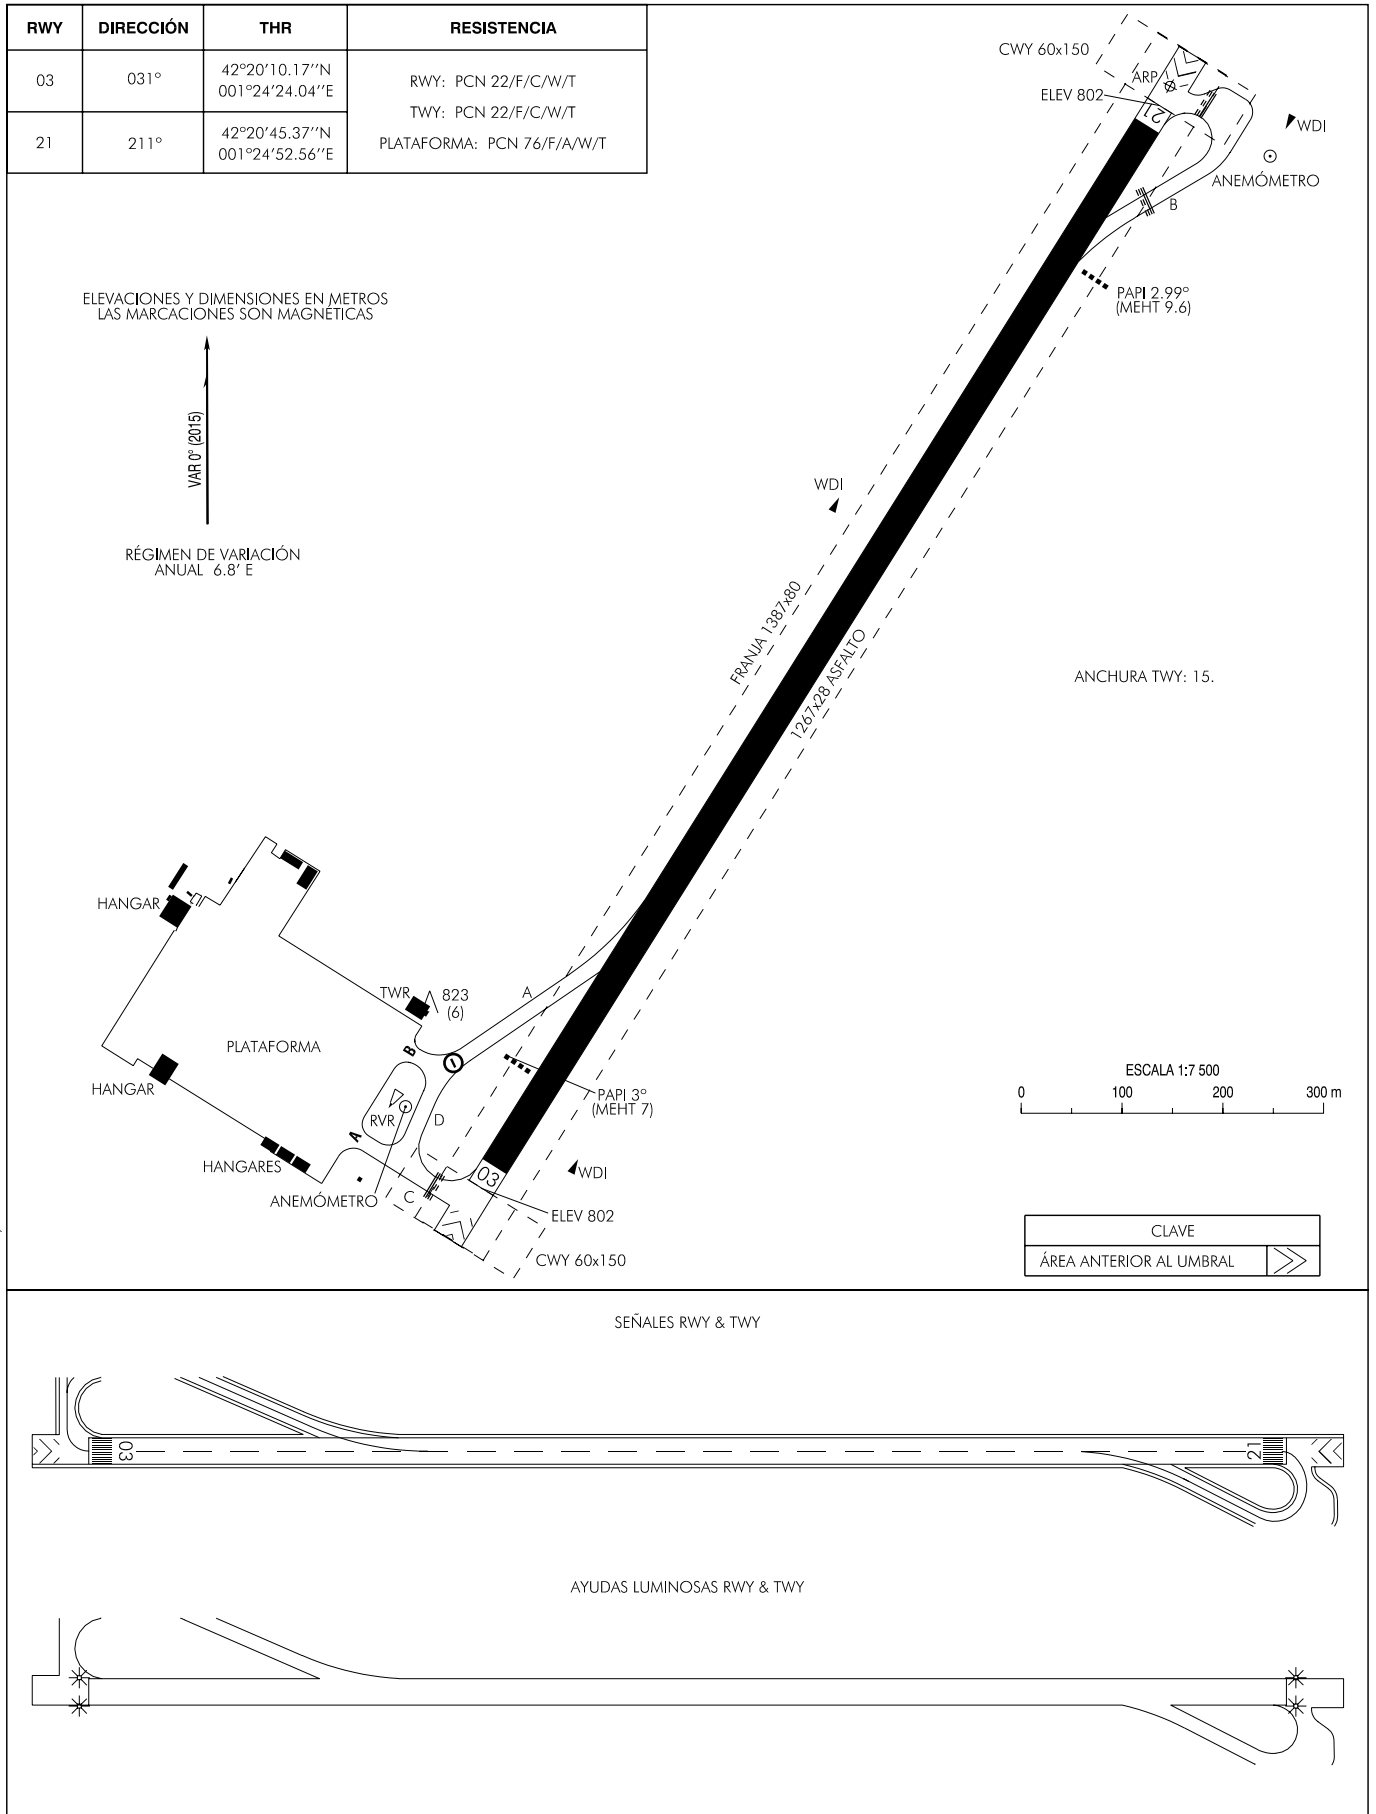 RWY DIRECCIÓN THR RESISTENCIA
03 031° 42°20'10.17''N
001°24'24.04''E
21 211° 42°20'45.37''N
001°24'52.56''E
RWY: PCN 22/F/C/W/T
TWY: PCN 22/F/C/W/T
PLATAFORMA: PCN 76/F/A/W/T
CWY 60x150
ARP
ELEV 802
21
WDI
ANEMÓMETRO
B
PAPI 2.99°
(MEHT 9.6)
ELEVACIONES Y DIMENSIONES EN METROS
LAS MARCACIONES SON MAGNÉTICAS
VAR 0° (2015)
RÉGIMEN DE VARIACIÓN
ANUAL 6.8' E
WDI
FRANJA 1387x80
1267x28 ASFALTO
ANCHURA TWY: 15.
HANGAR
TWR
823
(6)
A
PLATAFORMA
B
HANGAR
PAPI 3°
(MEHT 7)
RVR
D
A
HANGARES
ANEMÓMETRO
C
03
WDI
ELEV 802
CWY 60x150
ESCALA 1:7 500
0 100 200 300 m
CLAVE
ÁREA ANTERIOR AL UMBRAL
SEÑALES RWY & TWY
03
21
AYUDAS LUMINOSAS RWY & TWY